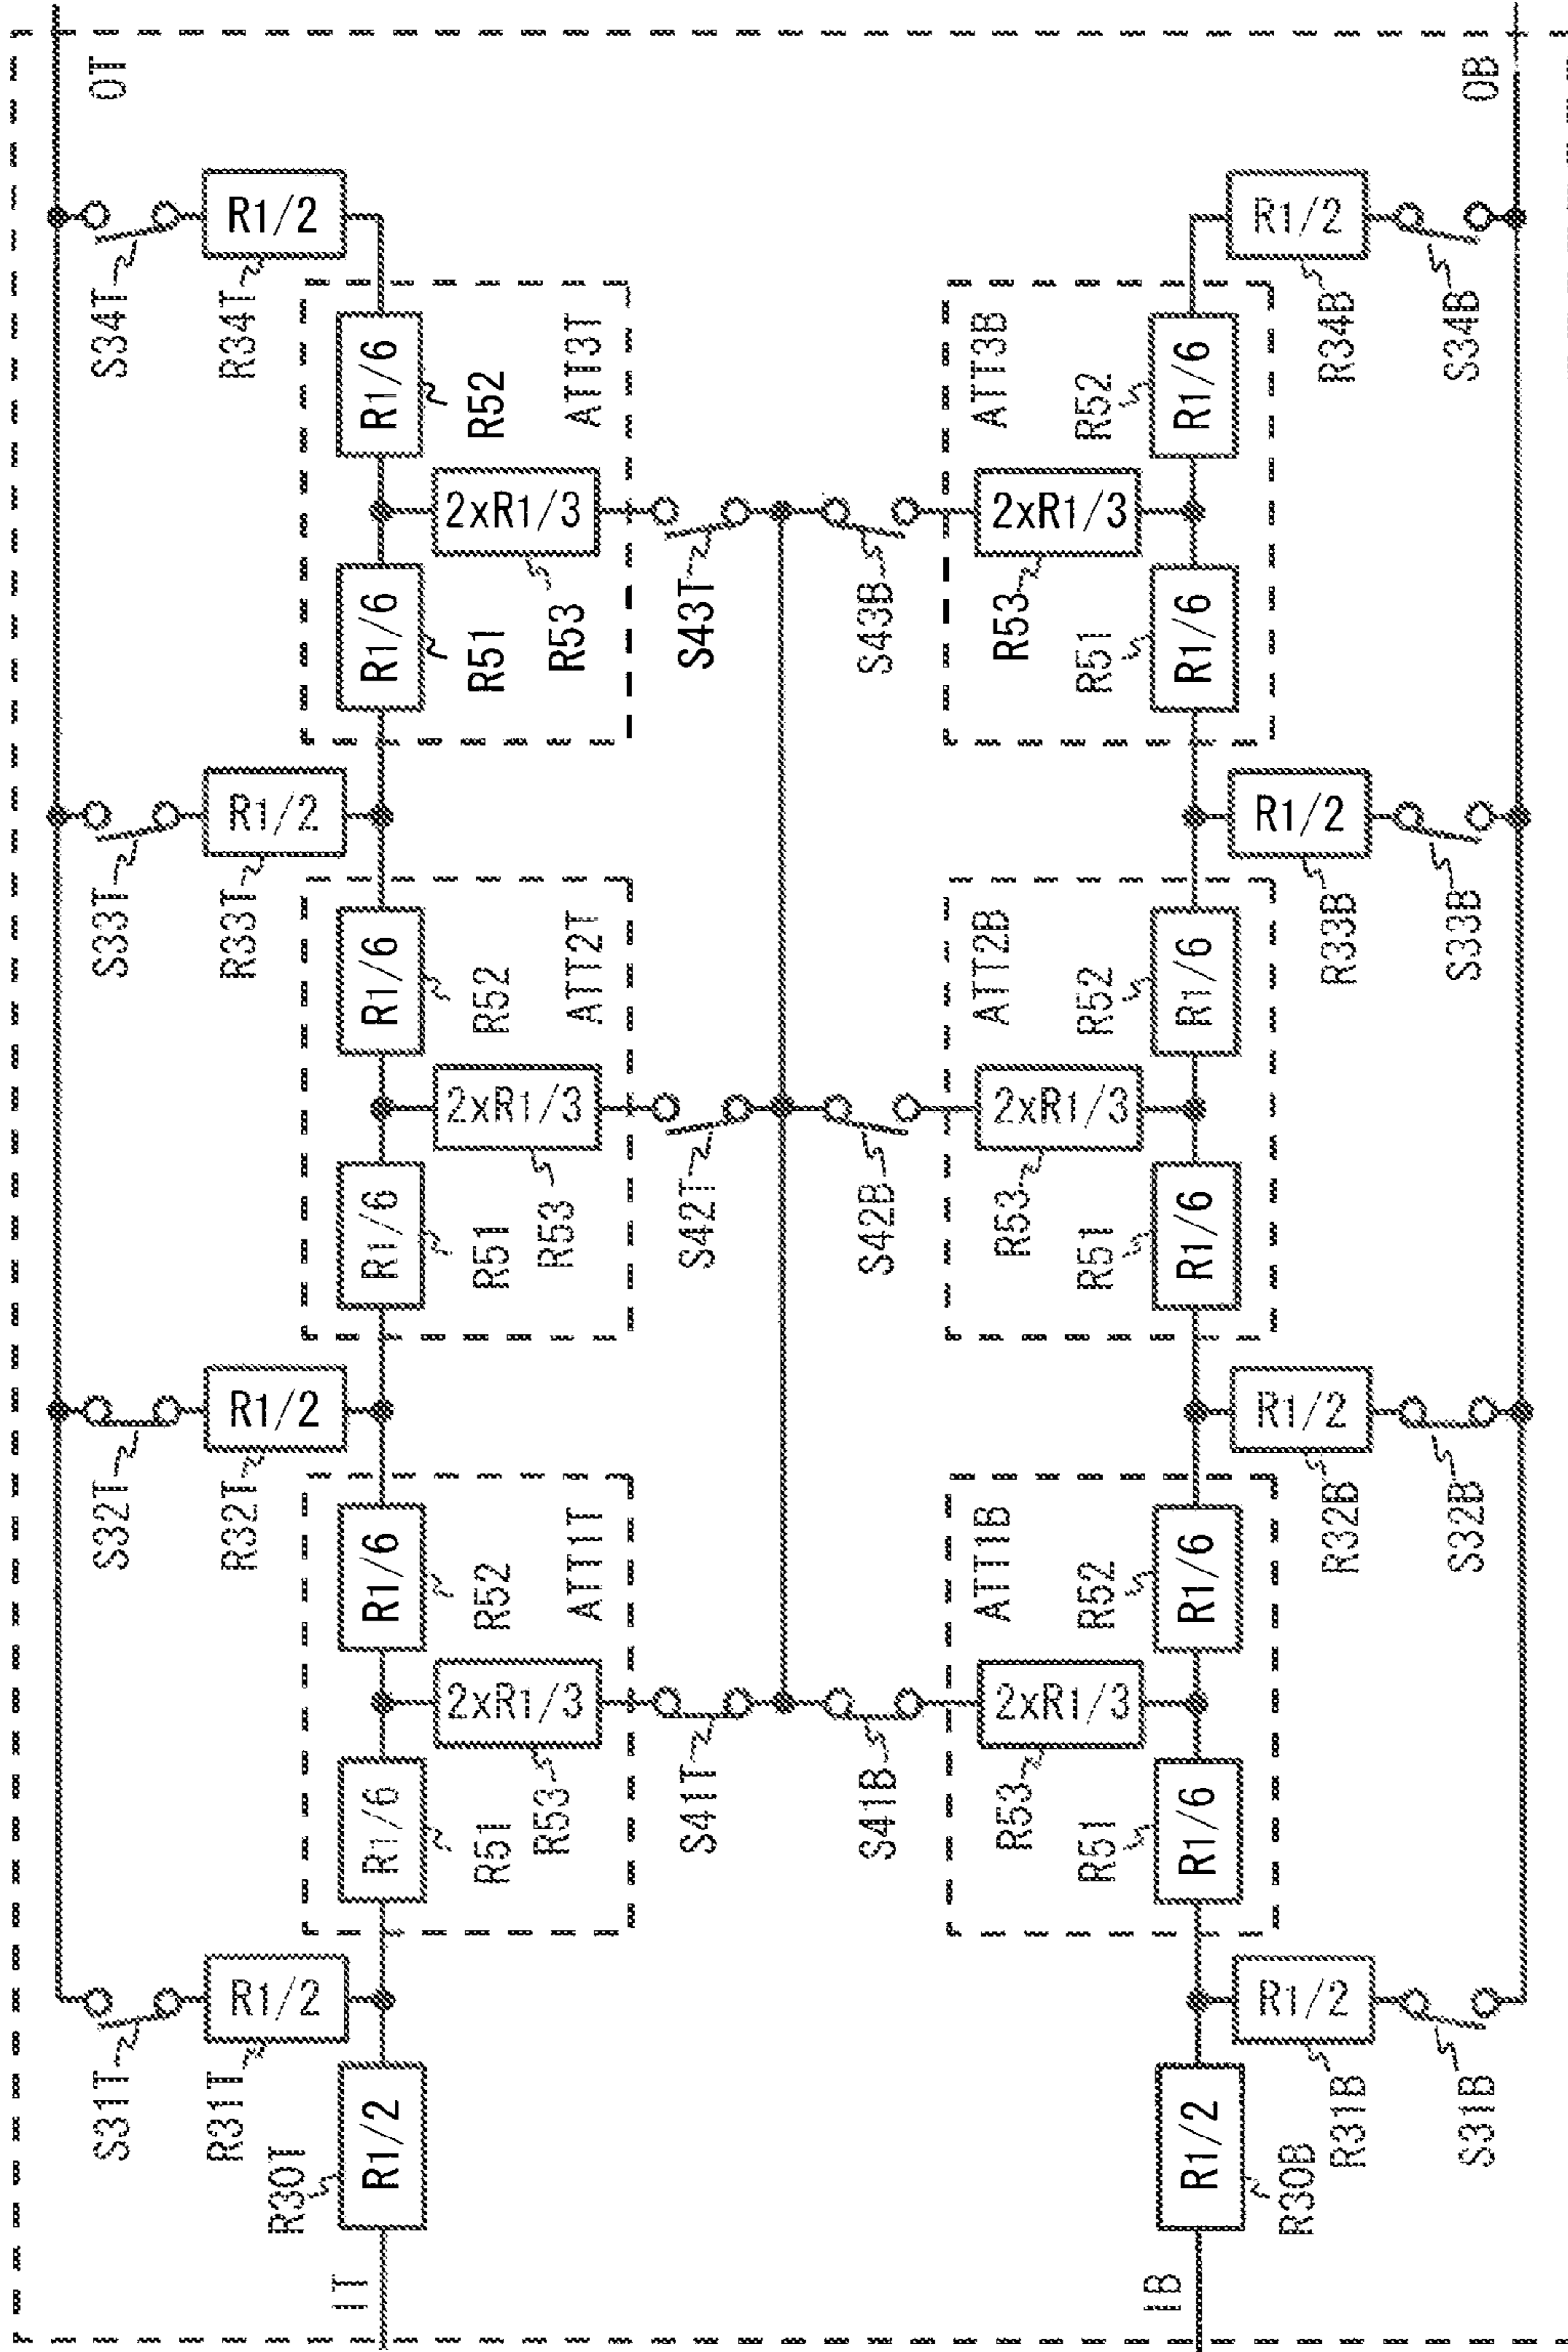 OT
S34T
R1/2
R34T
S33T
R1/2
R33T
S32T
R1/2
R32T
S31T
R1/2
R31T
R1/6
R52
ATT3T
2xR1/3
R53
R1/6
R51
S43T
R1/6
R52
ATT2T
2xR1/3
R53
R1/6
R51
S42T
R1/6
R52
ATT1T
2xR1/3
R53
R1/6
R51
S41T
R1/2
R30T
IT
S43B
ATT3B
R1/6
R52
2xR1/3
R53
R1/6
R51
S42B
ATT2B
R1/6
R52
2xR1/3
R53
R1/6
R51
S41B
ATT1B
R1/6
R52
2xR1/3
R53
R1/6
R51
R1/2
R30B
IB
OB
R1/2
R34B
S34B
R1/2
R33B
S33B
R1/2
R32B
S32B
R1/2
R31B
S31B